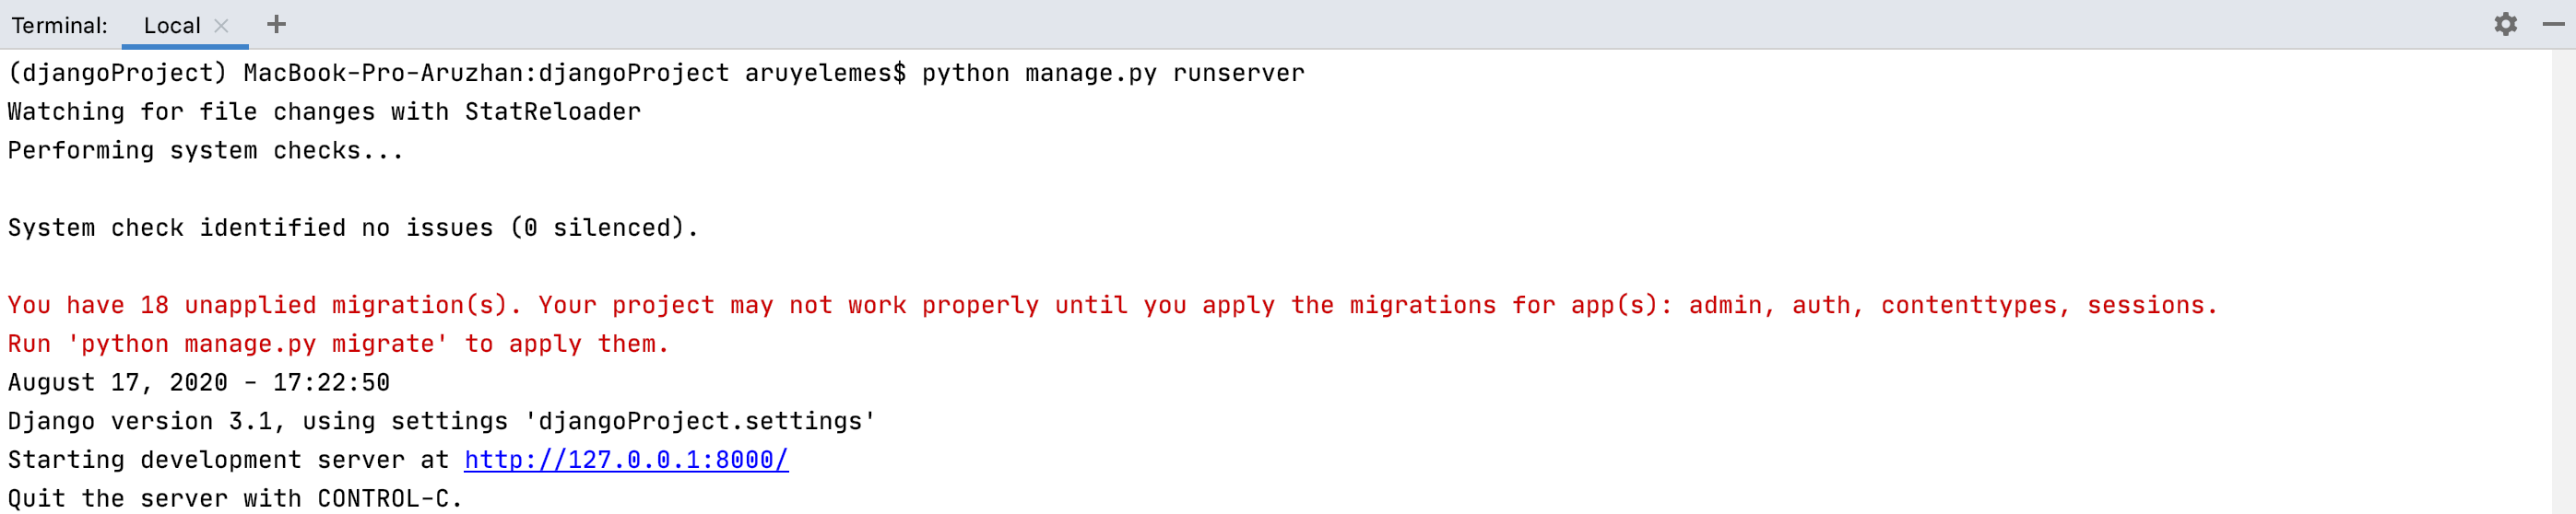 Terminal: Local × +
(djangoProject) MacBook-Pro-Aruzhan:djangoProject aruyelemes$ python manage.py runserver
Watching for file changes with StatReloader
Performing system checks...
System check identified no issues (0 silenced).
You have 18 unapplied migration(s). Your project may not work properly until you apply the migrations for app(s): admin, auth, contenttypes, sessions.
Run 'python manage.py migrate' to apply them.
August 17, 2020 - 17:22:50
Django version 3.1, using settings 'djangoProject.settings'
Starting development server at http://127.0.0.1:8000/
Quit the server with CONTROL-C.